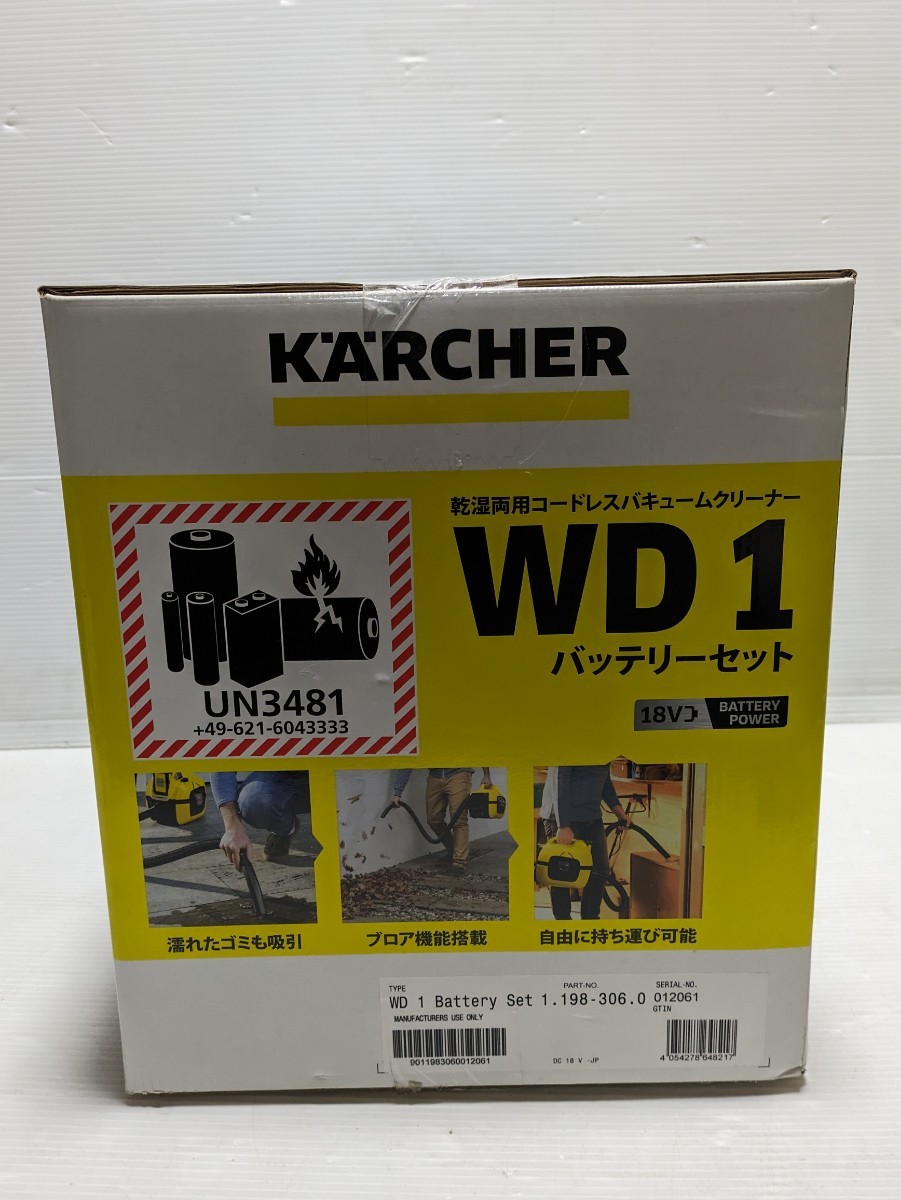 KÄRCHER
乾湿両用コードレスバキュームクリーナー
WD 1
バッテリーセット
18V BATTERY POWER
UN3481
+49-621-6043333
濡れたゴミも吸引
ブロア機能搭載
自由に持ち運び可能
TYPE PART-NO. SERIAL-NO.
WD 1 Battery Set 1.198-306.0 012061
MANUFACTURERS USE ONLY GTIN
9011983060012061 DC 18 V -JP 4 054278 648217